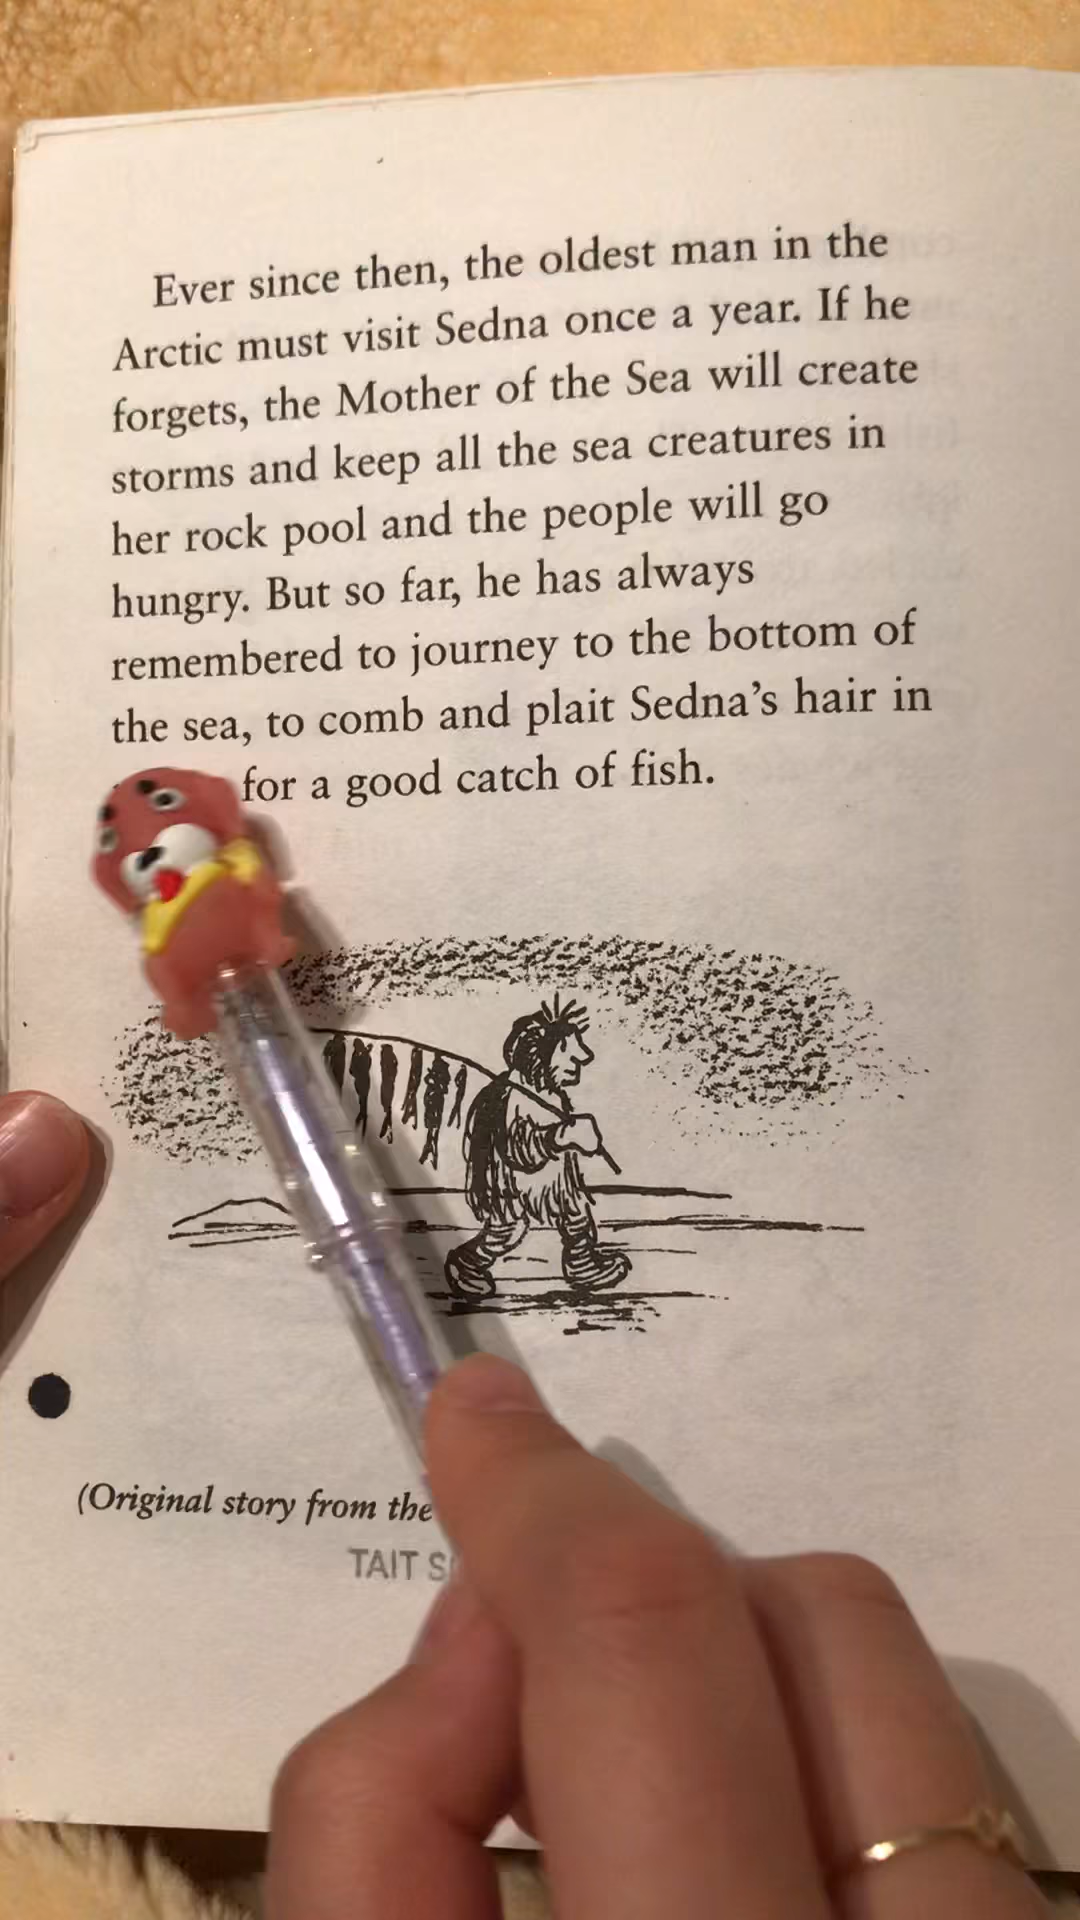 Ever since then, the oldest man in the
Arctic must visit Sedna once a year. If he
forgets, the Mother of the Sea will create
storms and keep all the sea creatures in
her rock pool and the people will go
hungry. But so far, he has always
remembered to journey to the bottom of
the sea, to comb and plait Sedna's hair in
for a good catch of fish.
(Original story from the
TAIT